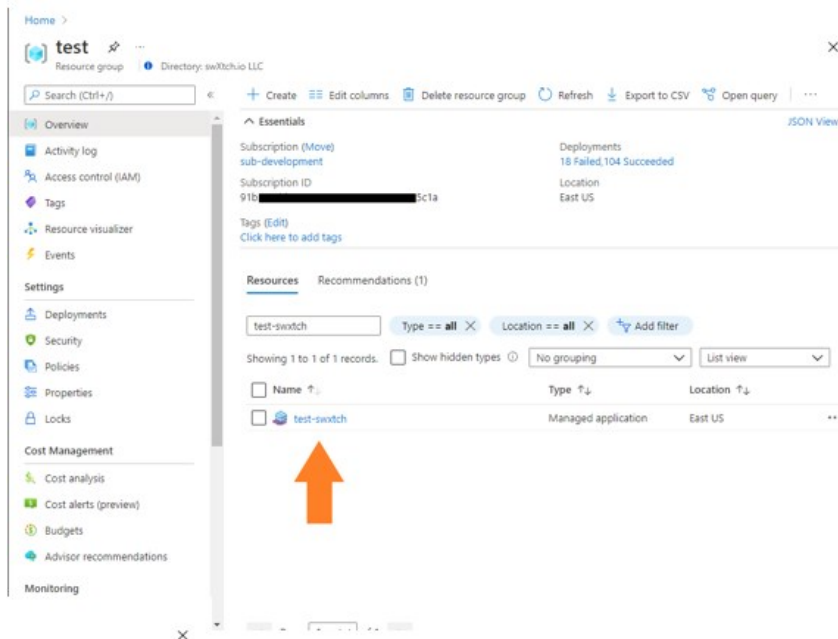 Home >
test
Resource group
Directory: swXtch.io LLC
Search (Ctrl+/)
Overview
Activity log
Access control (IAM)
Tags
Resource visualizer
Events
Settings
Deployments
Security
Policies
Properties
Locks
Cost Management
Cost analysis
Cost alerts (preview)
Budgets
Advisor recommendations
Monitoring
Create Edit columns Delete resource group Refresh Export to CSV Open query
Essentials
JSON View
Subscription (Move)
sub-development
Subscription ID
91b 5c1a
Tags (Edit)
Click here to add tags
Deployments
18 Failed,104 Succeeded
Location
East US
Resources Recommendations (1)
test-swxtch Type == all Location == all Add filter
Showing 1 to 1 of 1 records. Show hidden types No grouping List view
Name Type Location
test-swxtch Managed application East US